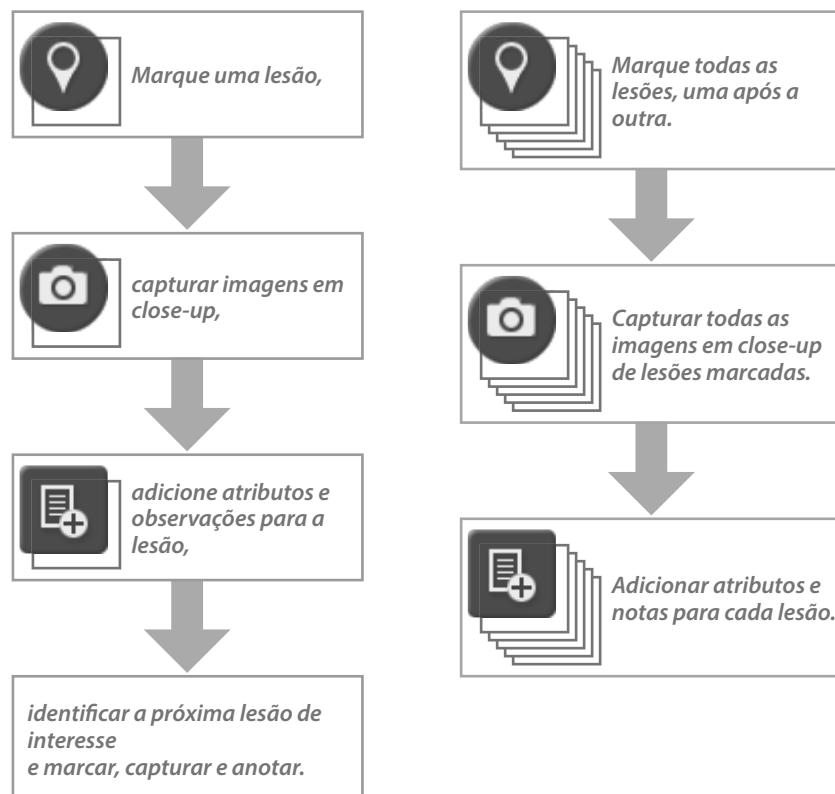 Marque uma lesão,
capturar imagens em
close-up,
adicione atributos e
observações para a
lesão,
identificar a próxima lesão de
interesse
e marcar, capturar e anotar.
Marque todas as
lesões, uma após a
outra.
Capturar todas as
imagens em close-up
de lesões marcadas.
Adicionar atributos e
notas para cada lesão.